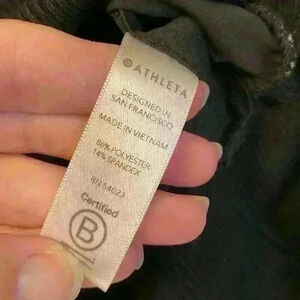 ATHLETA
DESIGNED IN
SAN FRANCISCO
MADE IN VIETNAM
86% POLYESTER
14% SPANDEX
RN 54023
Certified
B